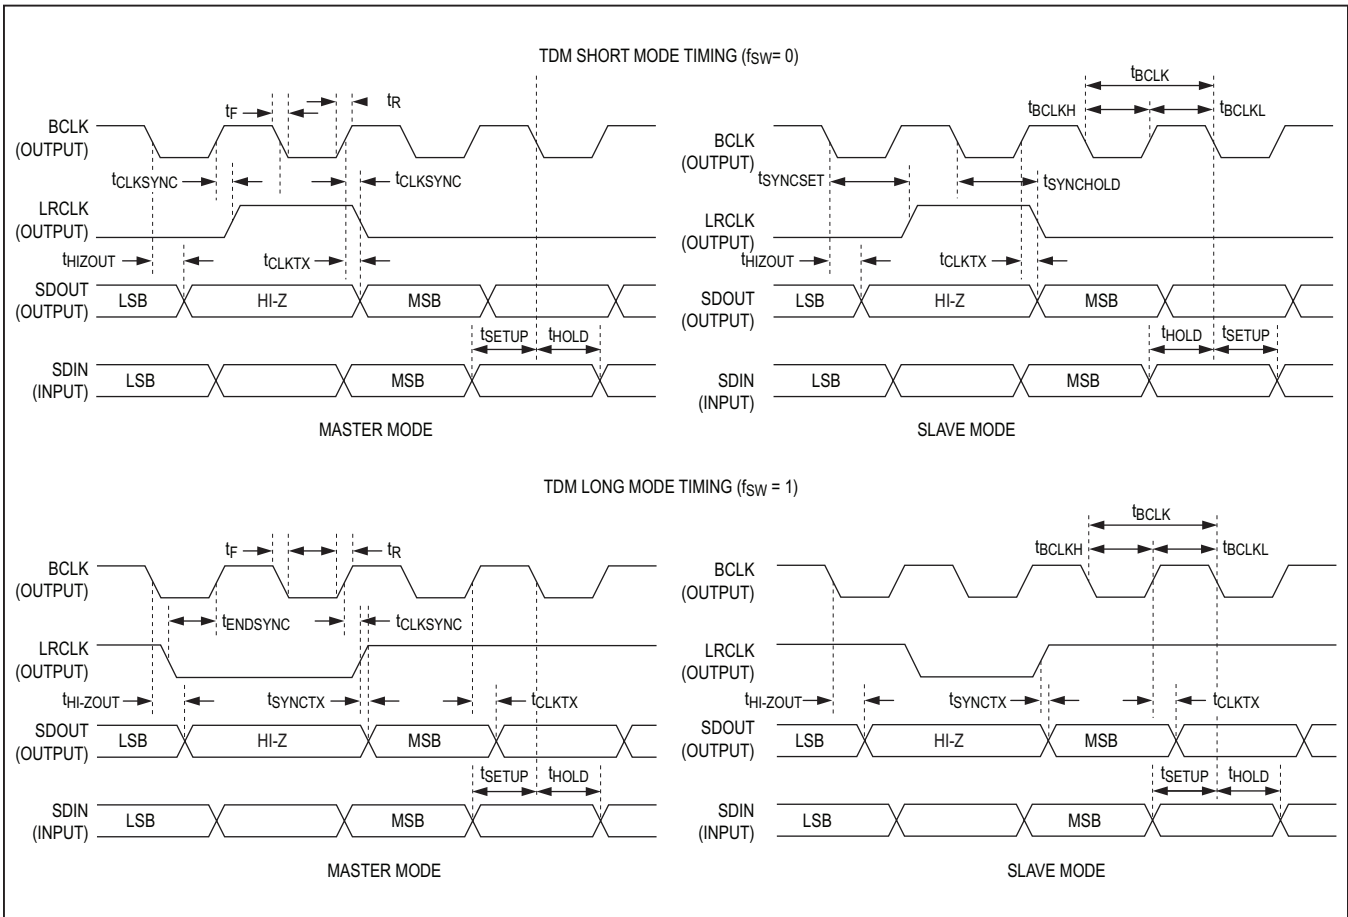 TDM SHORT MODE TIMING (fSW= 0)
tF
tR
BCLK
(OUTPUT)
tCLKSYNC
tCLKSYNC
LRCLK
(OUTPUT)
tHIZOUT
tCLKTX
SDOUT
(OUTPUT)
LSB
HI-Z
MSB
tSETUP
tHOLD
SDIN
(INPUT)
LSB
MSB
MASTER MODE
tBCLK
tBCLKH
tBCLKL
BCLK
(OUTPUT)
tSYNCSET
tSYNCHOLD
LRCLK
(OUTPUT)
tHIZOUT
tCLKTX
SDOUT
(OUTPUT)
LSB
HI-Z
MSB
tHOLD
tSETUP
SDIN
(INPUT)
LSB
MSB
SLAVE MODE
TDM LONG MODE TIMING (fSW = 1)
tF
tR
BCLK
(OUTPUT)
tENDSYNC
tCLKSYNC
LRCLK
(OUTPUT)
tHI-ZOUT
tSYNCTX
tCLKTX
SDOUT
(OUTPUT)
LSB
HI-Z
MSB
tSETUP
tHOLD
SDIN
(INPUT)
LSB
MSB
MASTER MODE
tBCLK
tBCLKH
tBCLKL
BCLK
(OUTPUT)
LRCLK
(OUTPUT)
tHI-ZOUT
tSYNCTX
tCLKTX
SDOUT
(OUTPUT)
LSB
HI-Z
MSB
tSETUP
tHOLD
SDIN
(INPUT)
LSB
MSB
SLAVE MODE